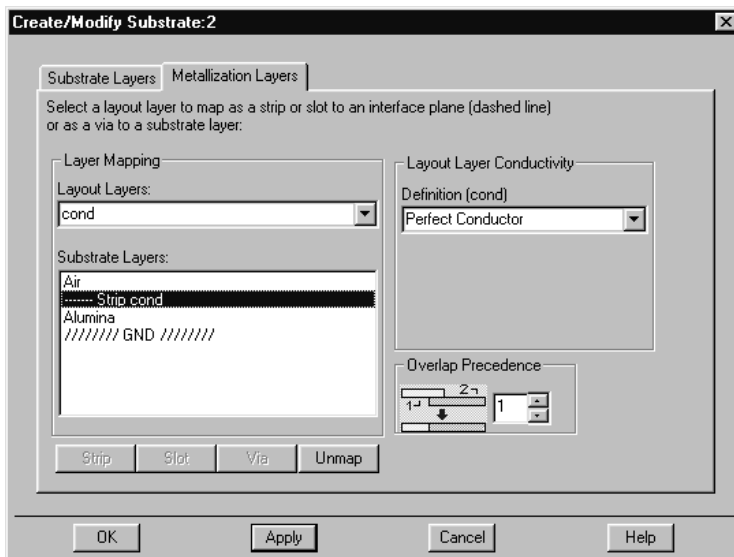 Create/Modify Substrate:2
Substrate Layers
Metallization Layers
Select a layout layer to map as a strip or slot to an interface plane (dashed line)
or as a via to a substrate layer:
Layer Mapping
Layout Layers:
cond
Substrate Layers:
Air
------- Strip cond
Alumina
//////// GND ////////
Strip
Slot
Via
Unmap
Layout Layer Conductivity
Definition (cond)
Perfect Conductor
Overlap Precedence
2
1
1
OK
Apply
Cancel
Help